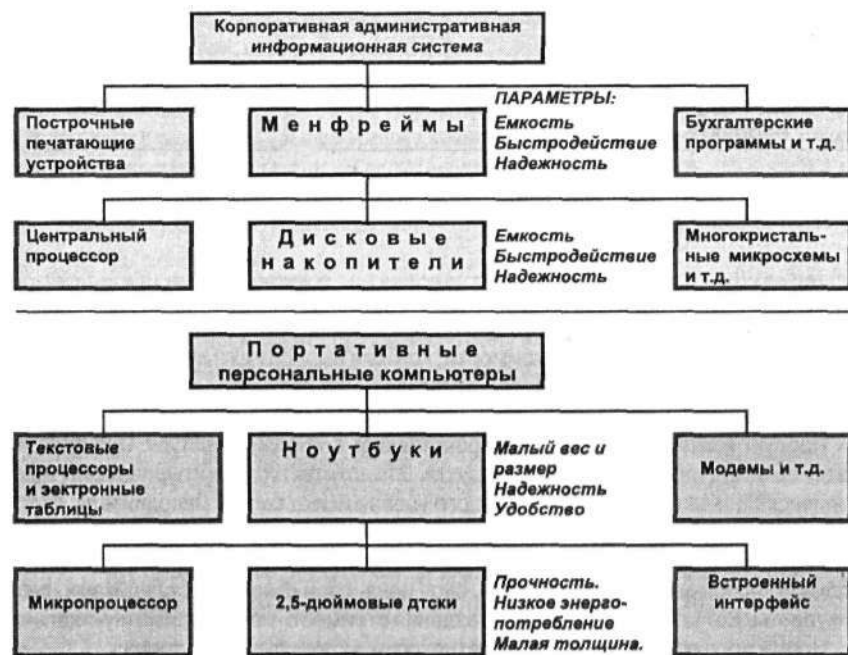 Корпоративная административная
информационная система
ПАРАМЕТРЫ:
Построчные
печатающие
устройства
Менфреймы
Емкость
Быстродействие
Надежность
Бухгалтерские
программы и т.д.
Центральный
процессор
Дисковые
накопители
Емкость
Быстродействие
Надежность
Многокристаль-
ные микросхемы
и т.д.
Портативные
персональные компьютеры
Текстовые
процессоры
и эектронные
таблицы
Ноутбуки
Малый вес и
размер
Надежность
Удобство
Модемы и т.д.
Микропроцессор
2,5-дюймовые дтски
Прочность.
Низкое энерго-
потребление
Малая толщина.
Встроенный
интерфейс